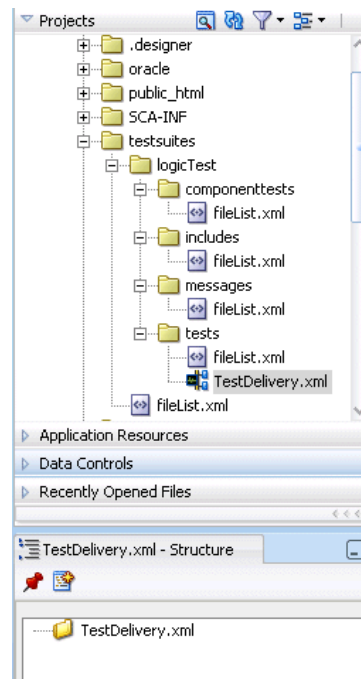 Projects
.designer
oracle
public_html
SCA-INF
testsuites
logicTest
componenttests
fileList.xml
includes
fileList.xml
messages
fileList.xml
tests
fileList.xml
TestDelivery.xml
fileList.xml
Application Resources
Data Controls
Recently Opened Files
TestDelivery.xml - Structure
TestDelivery.xml